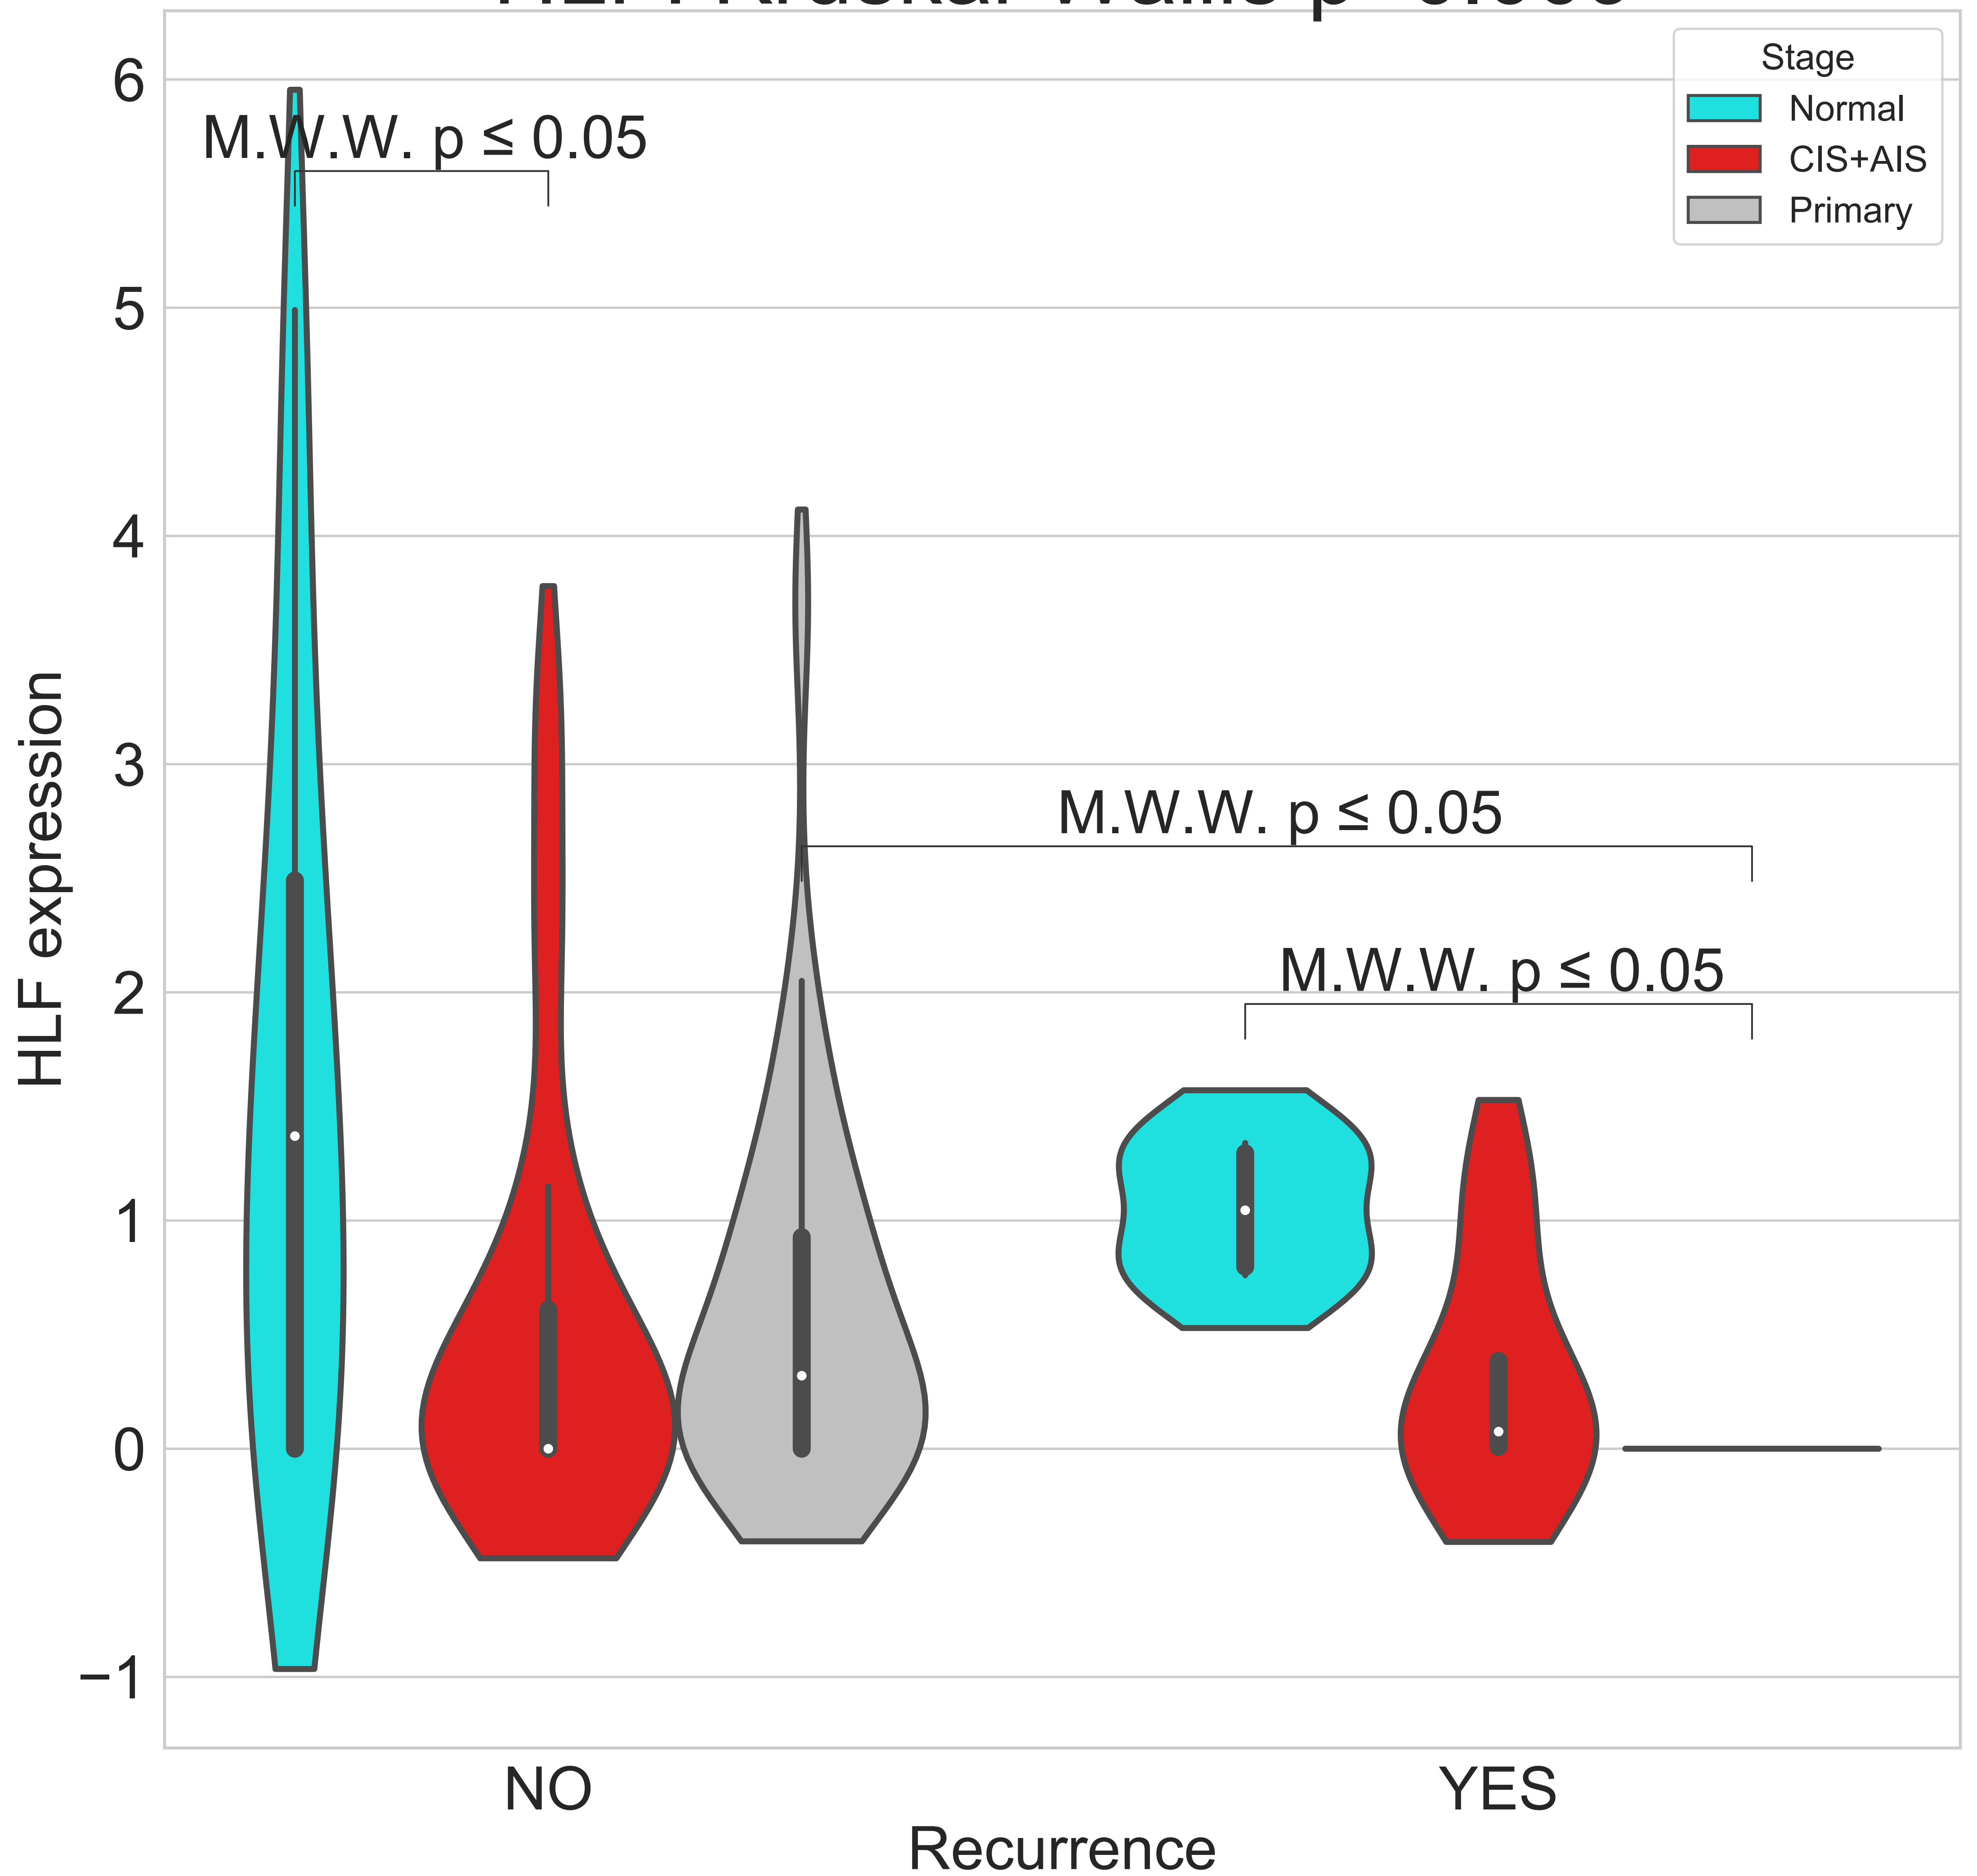 6
5
4
3
2
1
0
−1
HLF expression
M.W.W. p ≤ 0.05
M.W.W. p ≤ 0.05
M.W.W. p ≤ 0.05
Stage
Normal
CIS+AIS
Primary
NO
YES
Recurrence